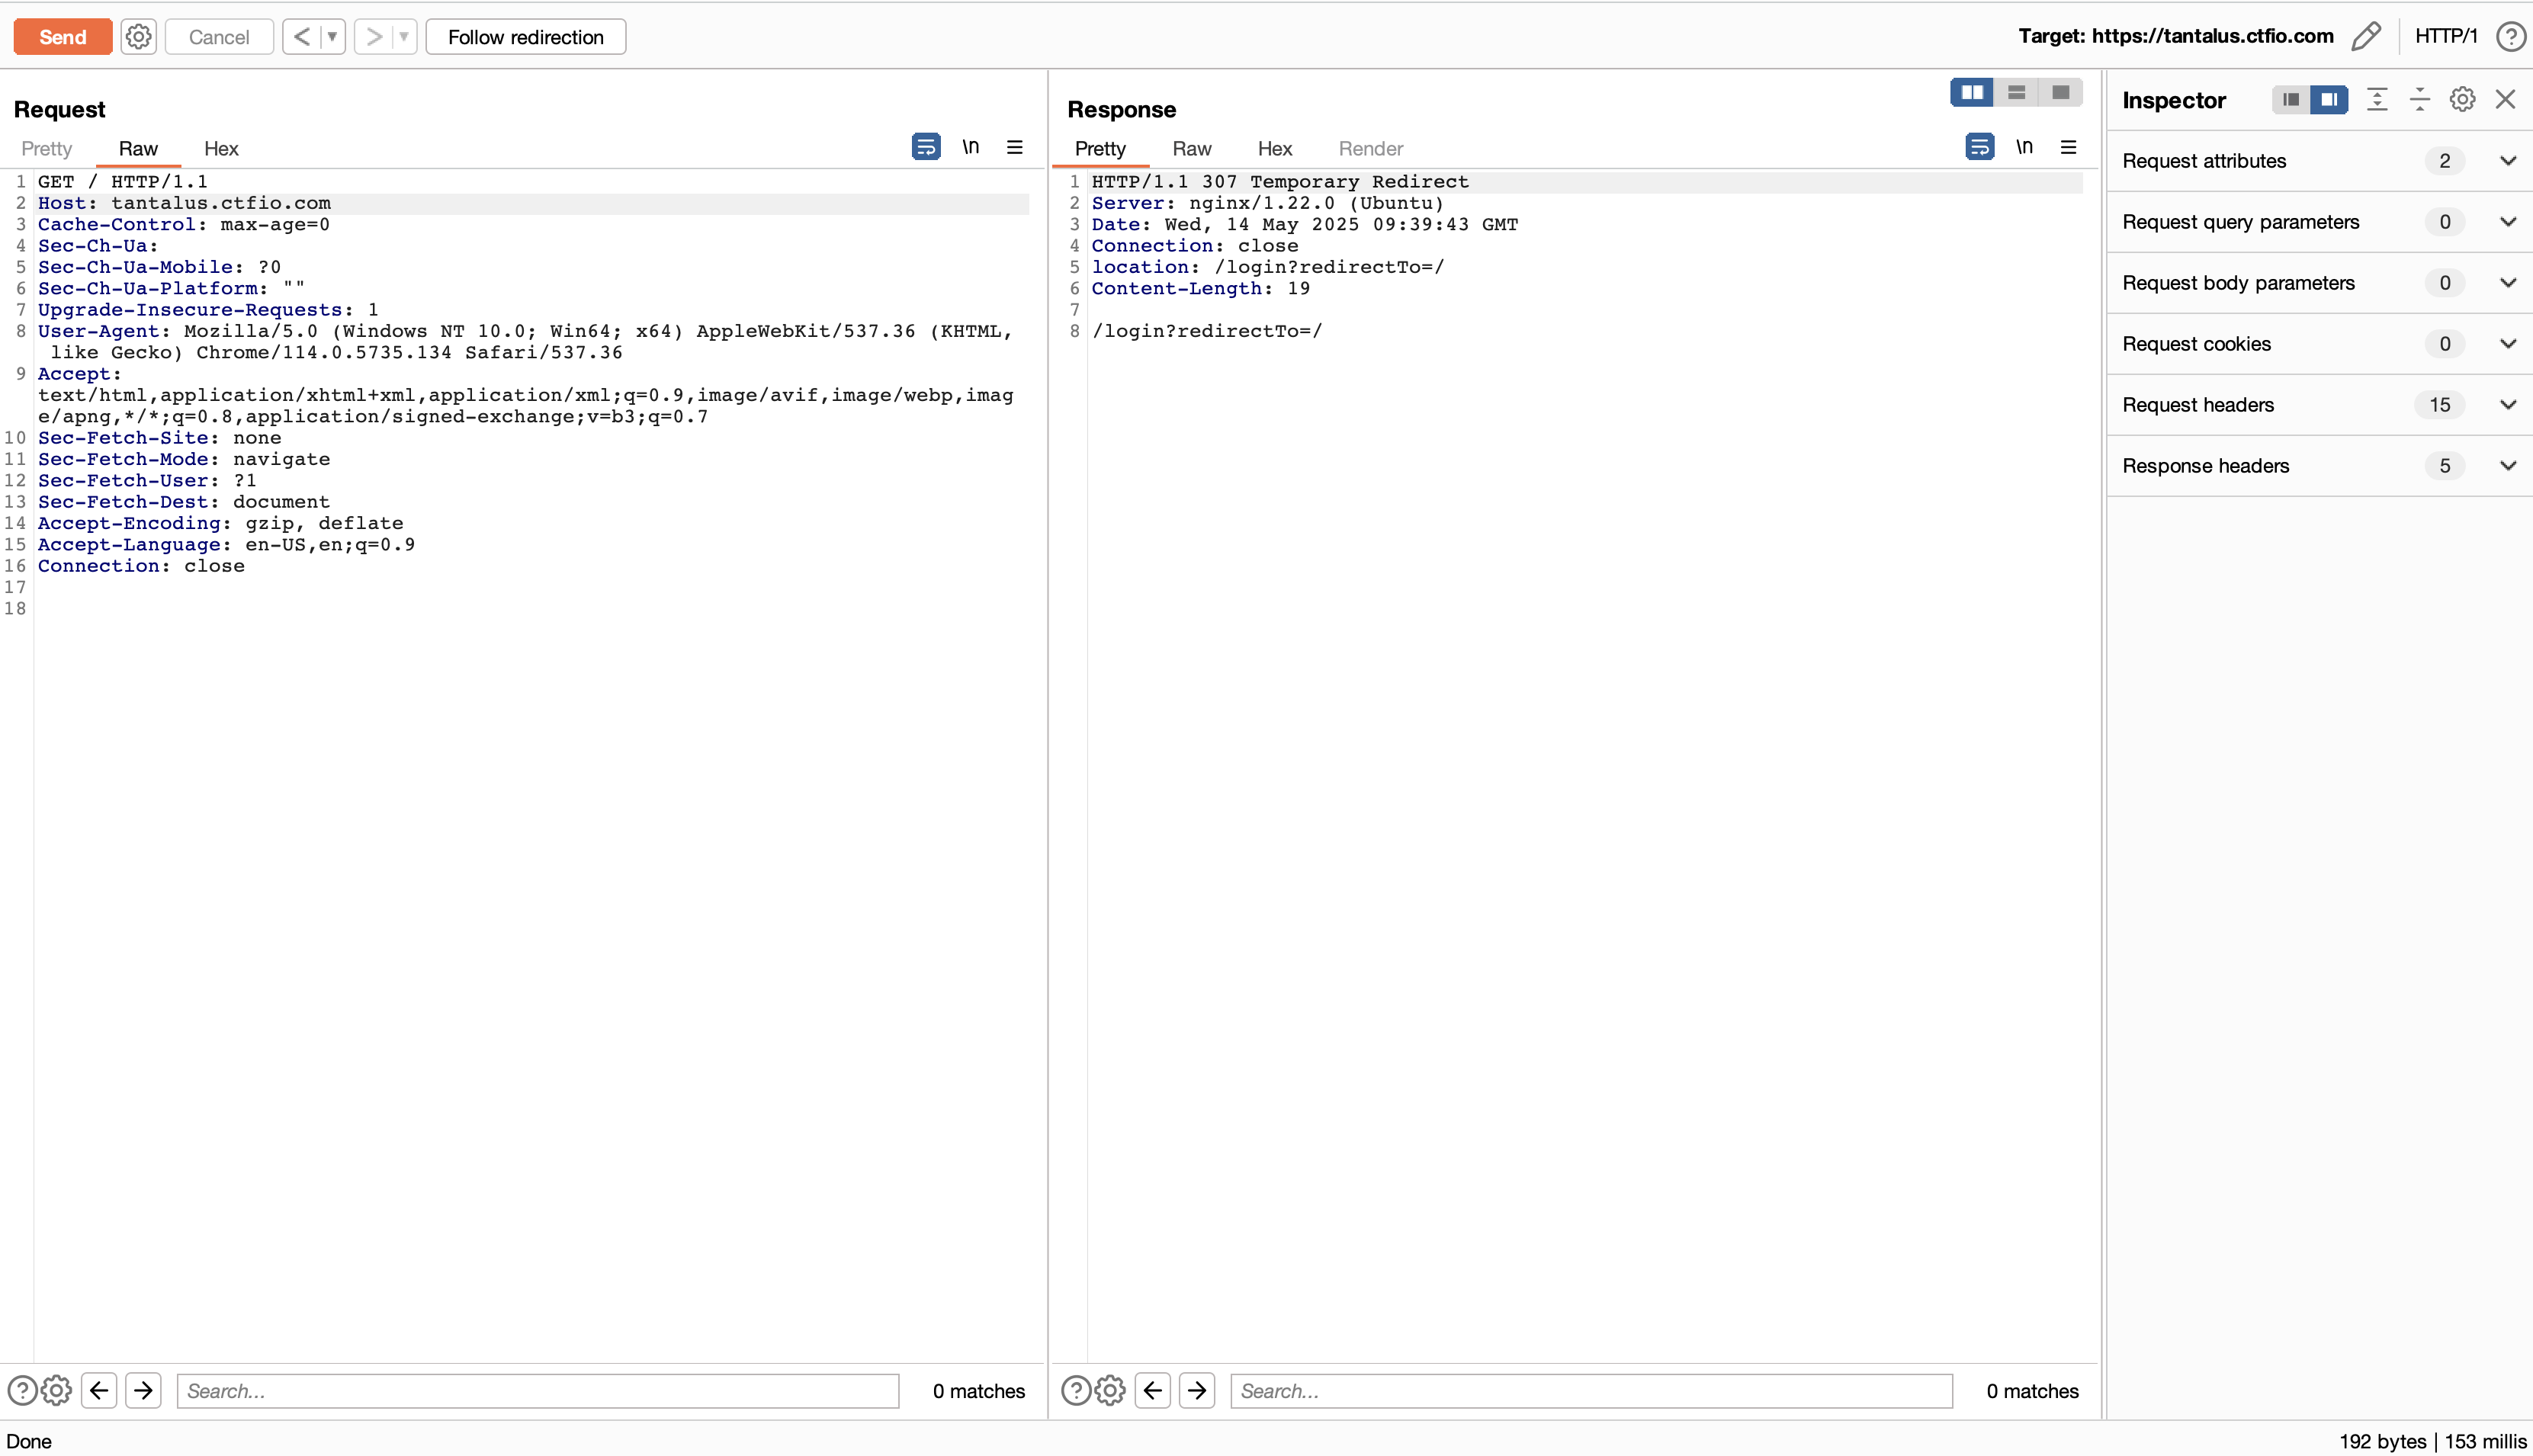 Send Cancel < ▼ > ▼ Follow redirection Target: https://tantalus.ctfio.com HTTP/1 ?
Request
Pretty Raw Hex \n
1 GET / HTTP/1.1
2 Host: tantalus.ctfio.com
3 Cache-Control: max-age=0
4 Sec-Ch-Ua:
5 Sec-Ch-Ua-Mobile: ?0
6 Sec-Ch-Ua-Platform: ""
7 Upgrade-Insecure-Requests: 1
8 User-Agent: Mozilla/5.0 (Windows NT 10.0; Win64; x64) AppleWebKit/537.36 (KHTML,
like Gecko) Chrome/114.0.5735.134 Safari/537.36
9 Accept:
text/html,application/xhtml+xml,application/xml;q=0.9,image/avif,image/webp,imag
e/apng,*/*;q=0.8,application/signed-exchange;v=b3;q=0.7
10 Sec-Fetch-Site: none
11 Sec-Fetch-Mode: navigate
12 Sec-Fetch-User: ?1
13 Sec-Fetch-Dest: document
14 Accept-Encoding: gzip, deflate
15 Accept-Language: en-US,en;q=0.9
16 Connection: close
17
18
? Search... 0 matches
Response
Pretty Raw Hex Render \n
1 HTTP/1.1 307 Temporary Redirect
2 Server: nginx/1.22.0 (Ubuntu)
3 Date: Wed, 14 May 2025 09:39:43 GMT
4 Connection: close
5 location: /login?redirectTo=/
6 Content-Length: 19
7
8 /login?redirectTo=/
? Search... 0 matches
Inspector
Request attributes 2
Request query parameters 0
Request body parameters 0
Request cookies 0
Request headers 15
Response headers 5
Done 192 bytes | 153 millis